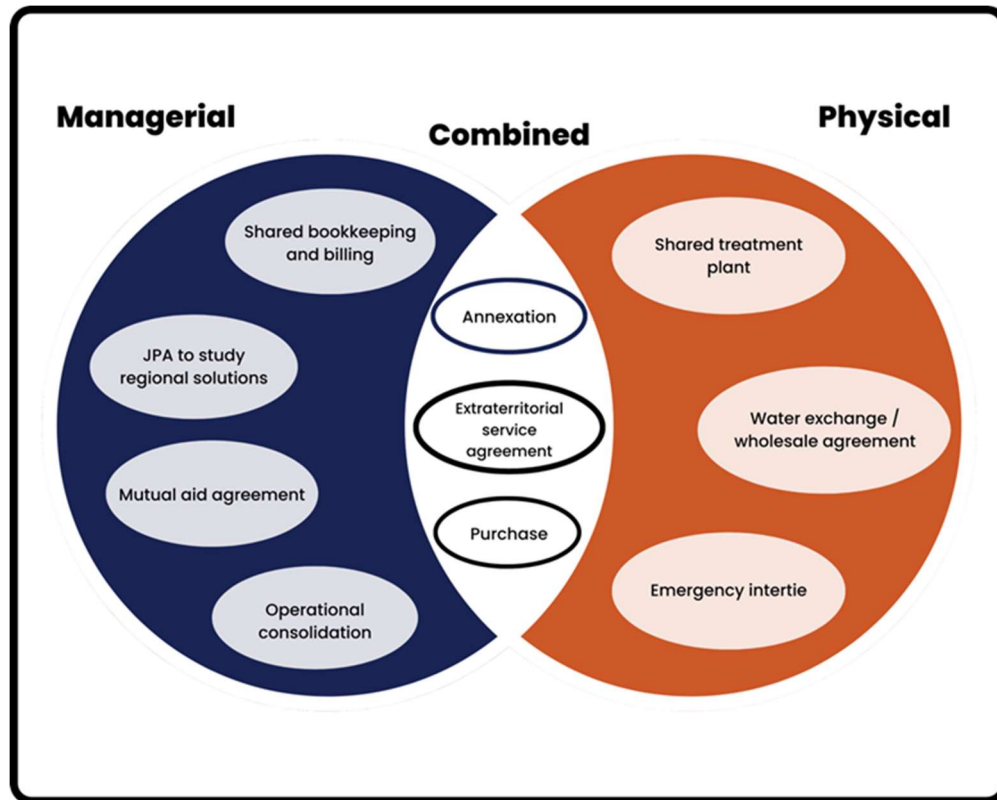 Managerial
Combined
Physical
Shared bookkeeping
and billing
JPA to study
regional solutions
Mutual aid agreement
Operational
consolidation
Annexation
Extraterritorial
service
agreement
Purchase
Shared treatment
plant
Water exchange /
wholesale agreement
Emergency intertie